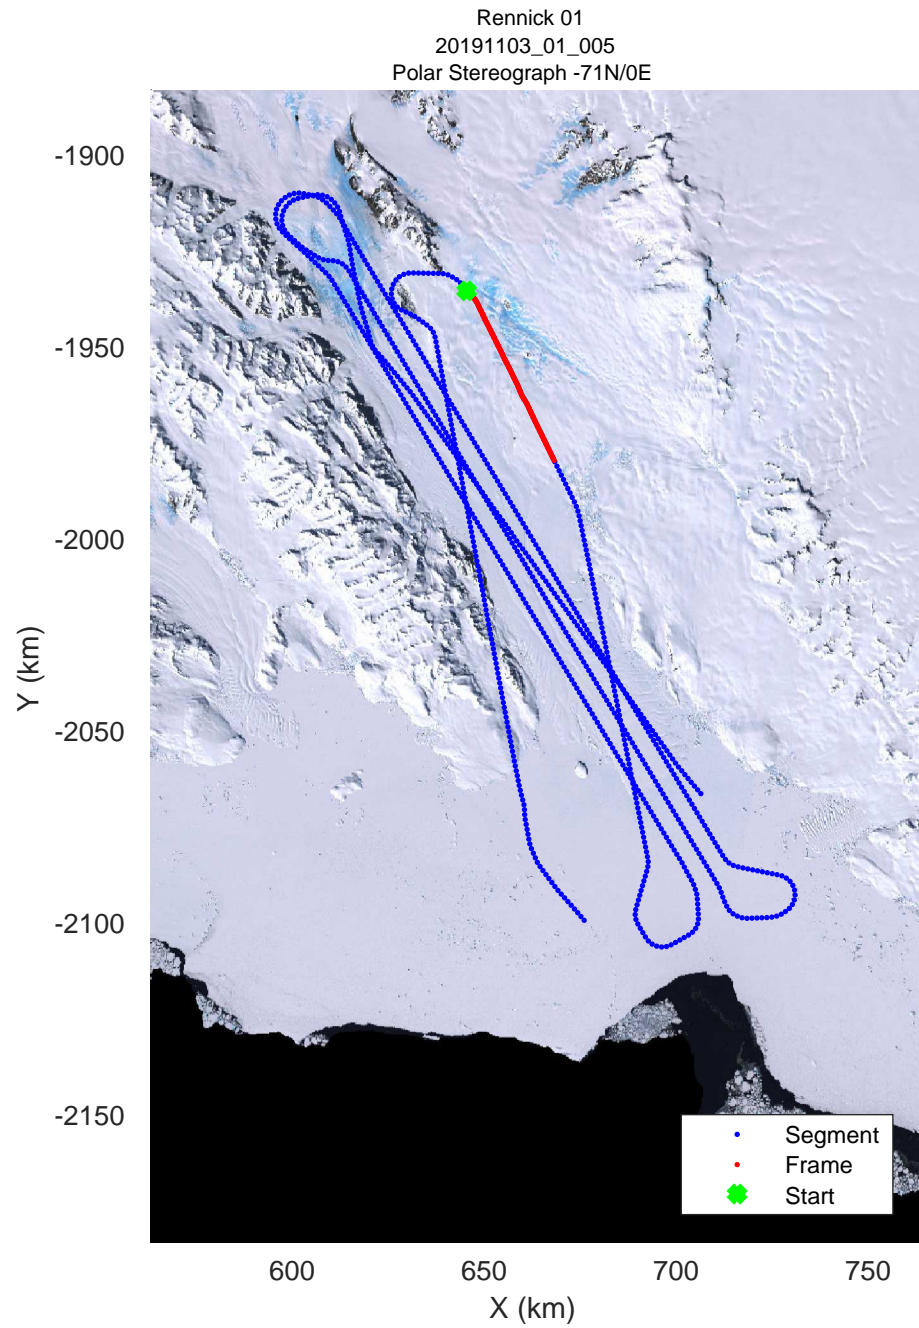 Rennick 01
20191103_01_005
Polar Stereograph -71N/0E
-1900
-1950
-2000
-2050
-2100
-2150
Y (km)
600
650
700
750
X (km)
Segment
Frame
Start